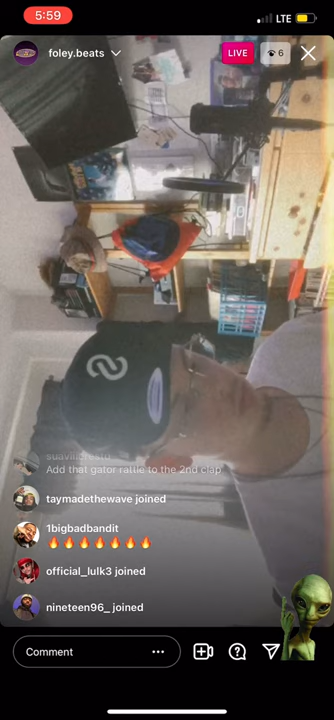 5:59
LTE
foley.beats
LIVE
6
Add that gator rattle to the 2nd clap
taymadethewave joined
1bigbadbandit
🔥🔥🔥🔥🔥🔥🔥
official_lulk3 joined
nineteen96_ joined
Comment